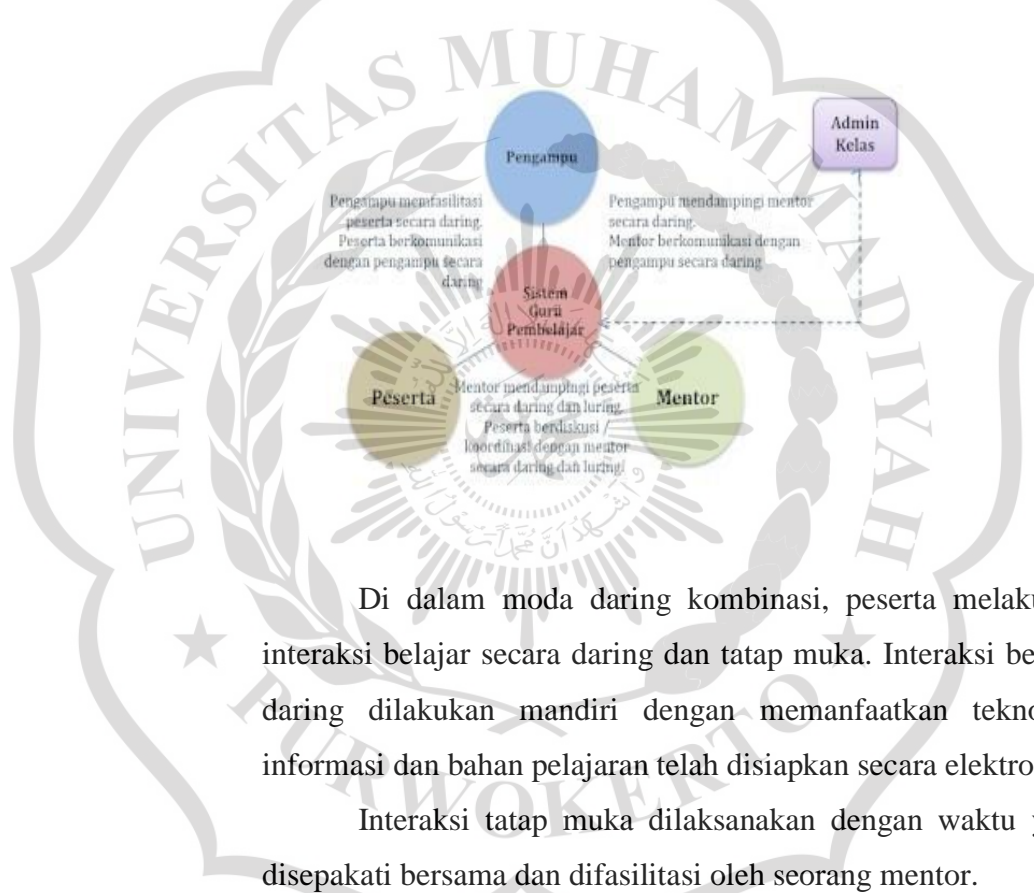 UNIVERSITAS MUHAMMADIYAH
PURWOKERTO
Pengampu
Admin
Kelas
Pengampu memfasilitasi
peserta secara daring.
Peserta berkomunikasi
dengan pengampu secara
daring
Pengampu mendampingi mentor
secara daring.
Mentor berkomunikasi dengan
pengampu secara daring
Sistem
Guru
Pembelajar
Peserta
Mentor mendampingi peserta
secara daring dan luring.
Peserta berdiskusi /
koordinasi dengan mentor
secara daring dan luring
Mentor
Di dalam moda daring kombinasi, peserta melaku
interaksi belajar secara daring dan tatap muka. Interaksi be
daring dilakukan mandiri dengan memanfaatkan tekno
informasi dan bahan pelajaran telah disiapkan secara elektro
Interaksi tatap muka dilaksanakan dengan waktu y
disepakati bersama dan difasilitasi oleh seorang mentor.